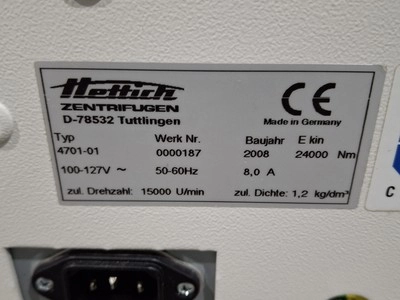 Hettich
ZENTRIFUGEN
D-78532 Tuttlingen
CE
Made in Germany
Typ Werk Nr. Baujahr E kin
4701-01 0000187 2008 24000 Nm
100-127V ~ 50-60Hz 8,0 A
zul. Drehzahl: 15000 U/min zul. Dichte: 1,2 kg/dm³
C